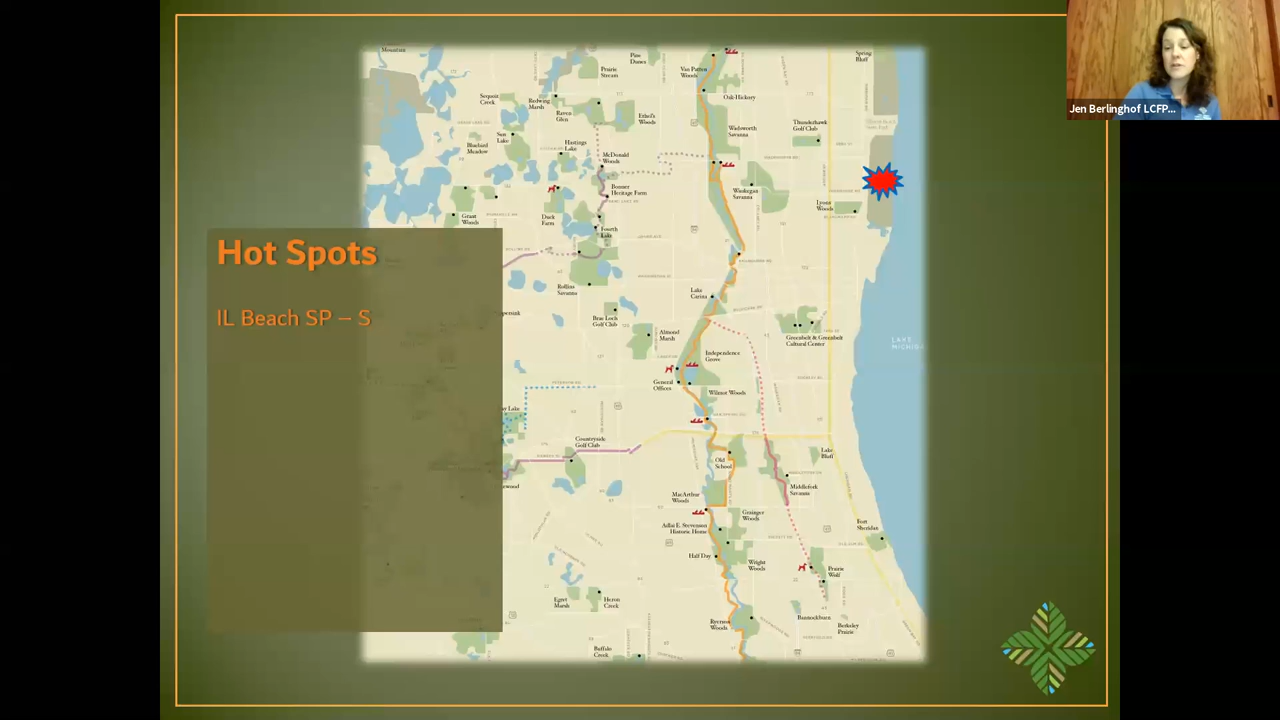 Hot Spots
IL Beach SP – S
Jen Berlinghof LCFP...
Spring
Bluff
Pine
Dunes
Prairie
Stream
Van Patten
Woods
Sequoit
Creek
Redwing
Marsh
Raven
Glen
Oak-Hickory
Ethel's
Woods
Sun
Lake
Hastings
Lake
Wadsworth
Savanna
Thunderhawk
Golf Club
Bluebird
Meadow
McDonald
Woods
Bonner
Heritage Farm
Waukegan
Savanna
Lyons
Woods
Grant
Woods
Duck
Farm
Fourth
Lake
Rollins
Savanna
Lake
Carina
Brae Loch
Golf Club
Almond
Marsh
Greenbelt & Greenbelt
Cultural Center
LAKE
Independence
Grove
General
Offices
Wilmot Woods
Countryside
Golf Club
Old
School
Lake
Bluff
MacArthur
Woods
Middlefork
Savanna
Grainger
Woods
Adlai E. Stevenson
Historic Home
Fort
Sheridan
Half Day
Wright
Woods
Prairie
Wolf
Egret
Marsh
Heron
Creek
Ryerson
Woods
Bannockburn
Berkeley
Prairie
Buffalo
Creek